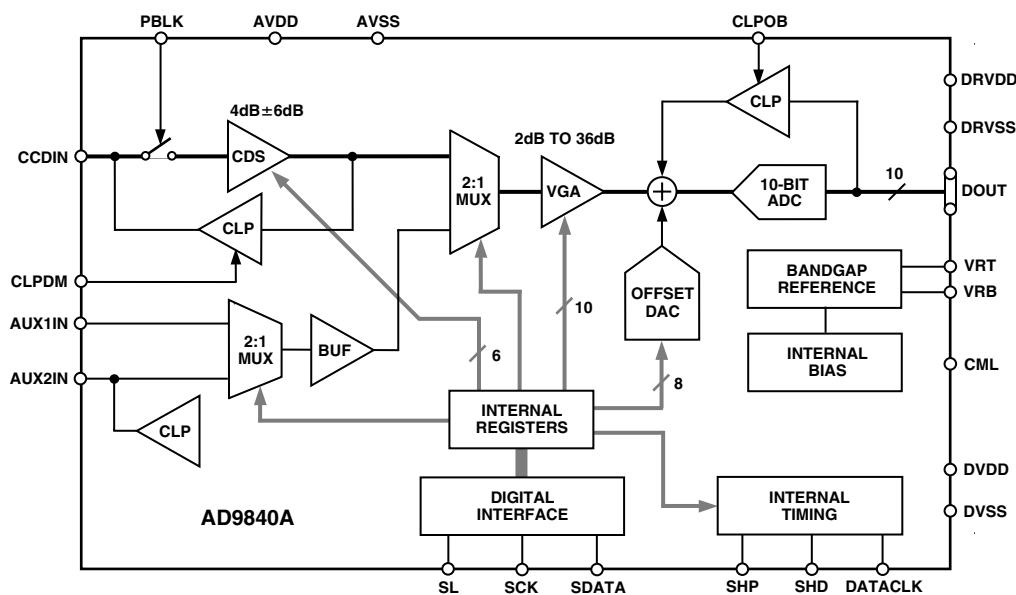 PBLK
AVDD
AVSS
CLPOB
DRVDD
4dB±6dB
CLP
DRVSS
2dB TO 36dB
CCDIN
CDS
2:1
MUX
VGA
10-BIT
ADC
10
DOUT
CLP
CLPDM
BANDGAP
REFERENCE
VRT
VRB
OFFSET
DAC
10
AUX1IN
2:1
MUX
BUF
6
INTERNAL
BIAS
CML
AUX2IN
8
CLP
INTERNAL
REGISTERS
DVDD
DIGITAL
INTERFACE
INTERNAL
TIMING
DVSS
AD9840A
SL
SCK
SDATA
SHP
SHD
DATACLK